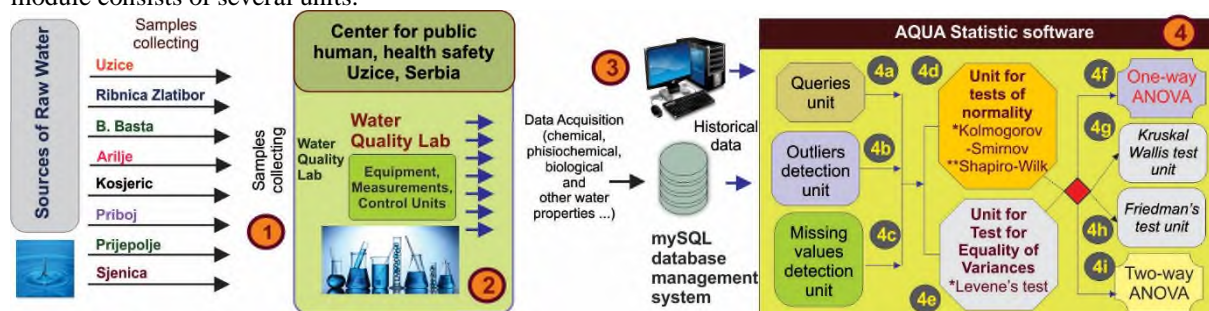 module consists of several units.
Sources of Raw Water
Samples
collecting
Uzice
Ribnica Zlatibor
B. Basta
Arilje
Kosjeric
Priboj
Prijepolje
Sjenica
Samples
collecting
1
Center for public
human, health safety
Uzice, Serbia
Water
Quality
Lab
Water
Quality Lab
Equipment,
Measurements,
Control Units
2
Data Acquisition
(chemical,
phisiochemical,
biological
and
other water
properties ...)
3
Historical
data
mySQL
database
management
system
AQUA Statistic software
4
Queries
unit
4a
Outliers
detection
unit
4b
Missing
values
detection
unit
4c
4d
Unit for
tests of
normality
*Kolmogorov
-Smirnov
**Shapiro-Wilk
4e
Unit for
Test for
Equality of
Variances
*Levene's test
4f
One-way
ANOVA
4g
Kruskal
Wallis test
unit
4h
Friedman's
test unit
4i
Two-way
ANOVA